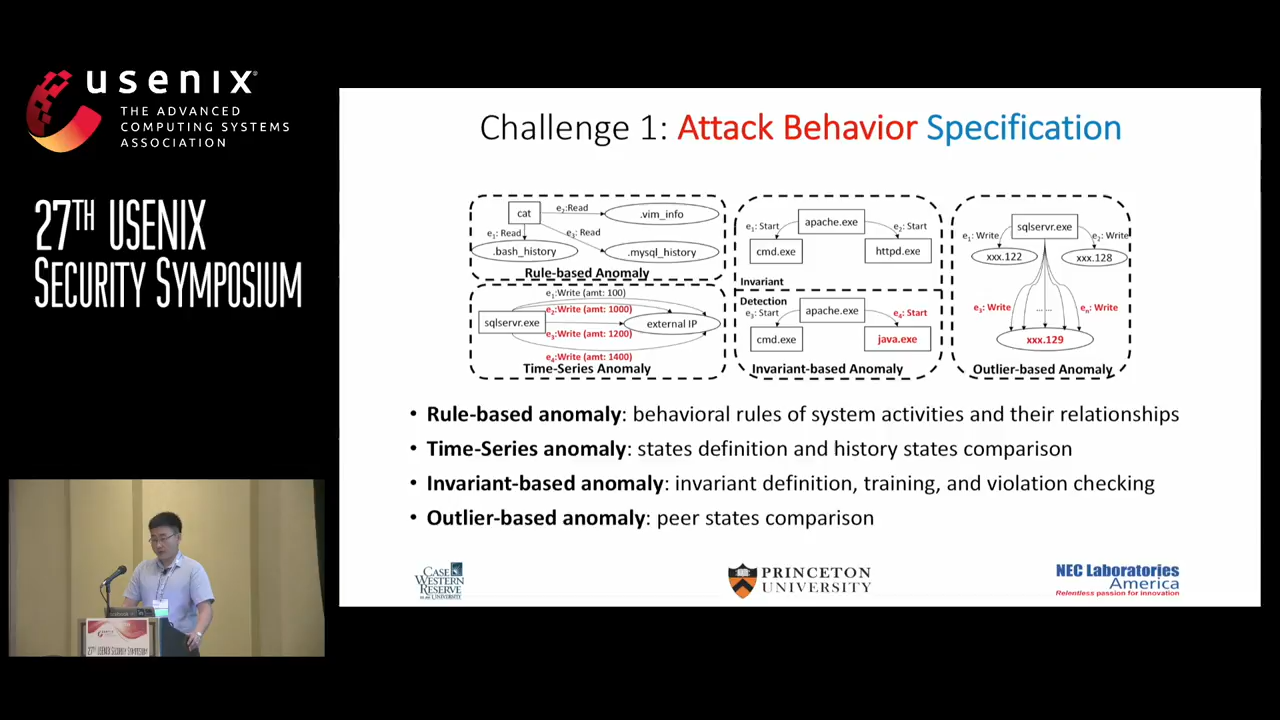 usenix
THE ADVANCED
COMPUTING SYSTEMS
ASSOCIATION
27TH USENIX
SECURITY SYMPOSIUM
Challenge 1: Attack Behavior Specification
cat
e₂:Read
.vim_info
e₁: Read
e₃: Read
.bash_history
.mysql_history
Rule-based Anomaly
e₁:Write (amt: 100)
e₂:Write (amt: 1000)
sqlservr.exe
external IP
e₃:Write (amt: 1200)
e₄:Write (amt: 1400)
Time-Series Anomaly
apache.exe
e₁: Start
e₂: Start
cmd.exe
httpd.exe
Invariant
Detection
apache.exe
e₃: Start
e₄: Start
cmd.exe
java.exe
Invariant-based Anomaly
sqlservr.exe
e₁: Write
e₂: Write
xxx.122
xxx.128
e₃: Write
... ...
eₙ: Write
xxx.129
Outlier-based Anomaly
• Rule-based anomaly: behavioral rules of system activities and their relationships
• Time-Series anomaly: states definition and history states comparison
• Invariant-based anomaly: invariant definition, training, and violation checking
• Outlier-based anomaly: peer states comparison
CASE
WESTERN
RESERVE
UNIVERSITY
PRINCETON
UNIVERSITY
NEC Laboratories
America
Relentless passion for innovation
usenix
27TH USENIX SECURITY SYMPOSIUM